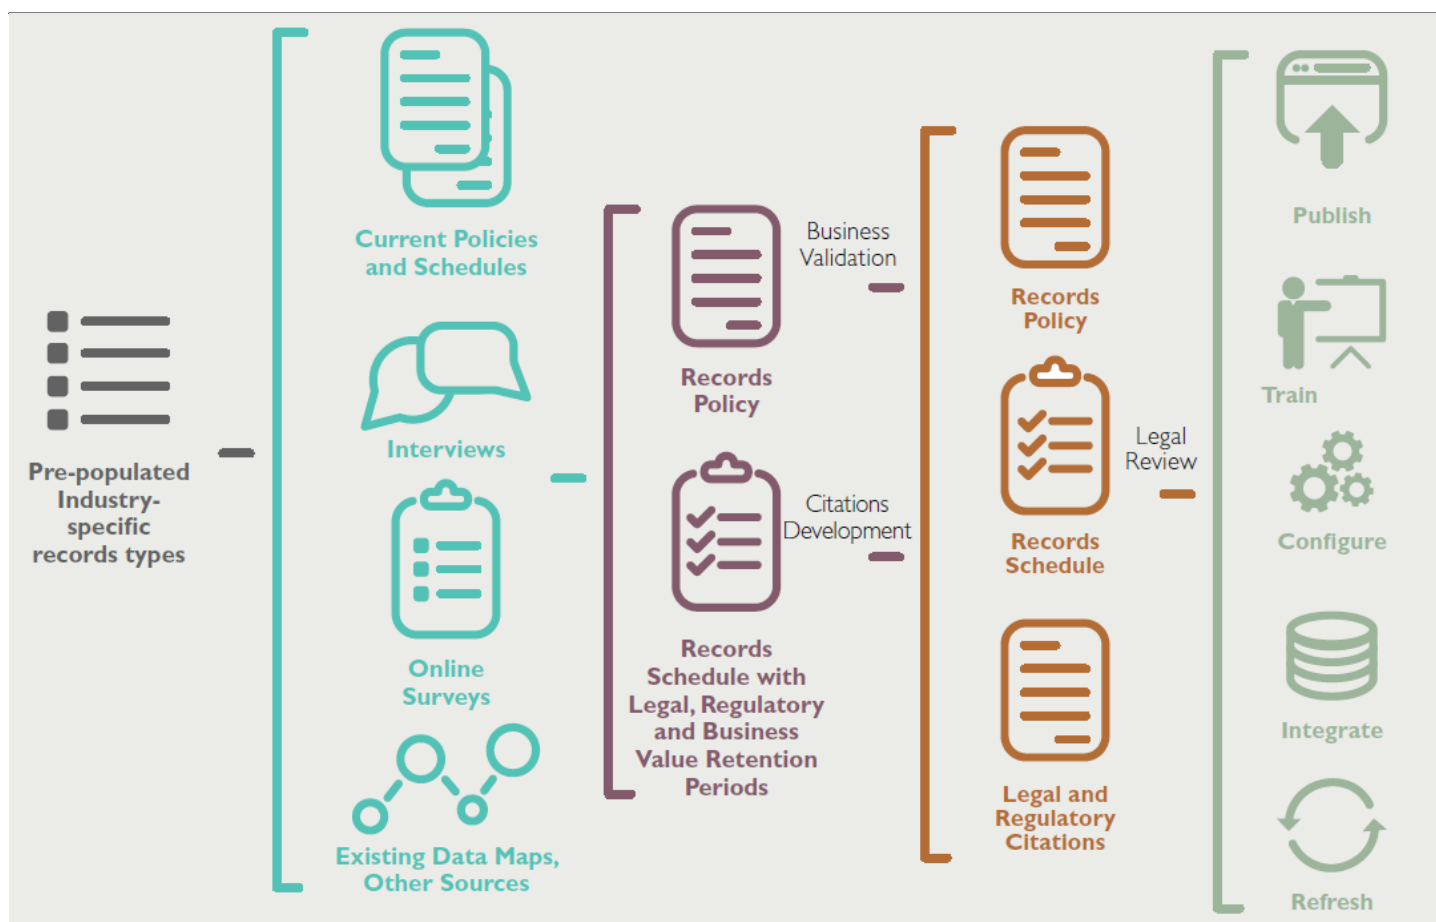 Pre-populated
Industry-
specific
records types
Current Policies
and Schedules
Interviews
Online
Surveys
Existing Data Maps,
Other Sources
Records
Policy
Records
Schedule with
Legal, Regulatory
and Business
Value Retention
Periods
Business
Validation
Citations
Development
Records
Policy
Records
Schedule
Legal and
Regulatory
Citations
Legal
Review
Publish
Train
Configure
Integrate
Refresh